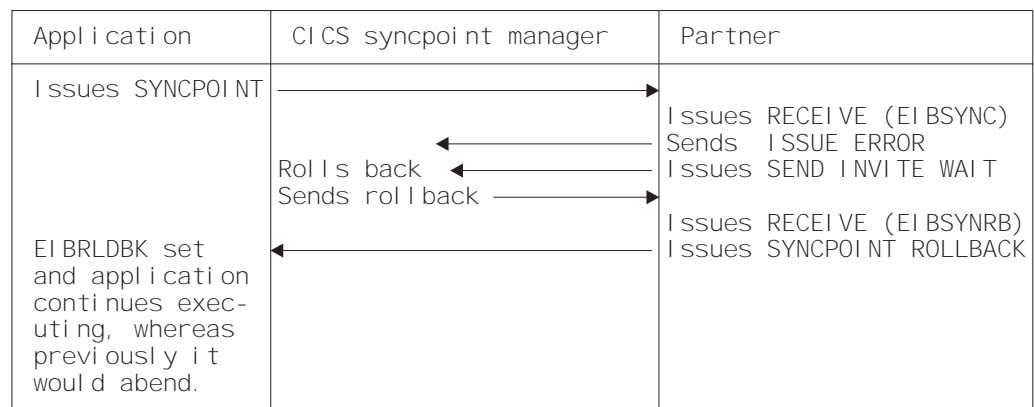 Application
CICS syncpoint manager
Partner
Issues SYNCPOINT
Issues RECEIVE (EIBSYNC)
Sends ISSUE ERROR
Rolls back
Issues SEND INVITE WAIT
Sends rollback
Issues RECEIVE (EIBSYNRB)
Issues SYNCPOINT ROLLBACK
EIBRLDBK set
and application
continues exec-
uting, whereas
previously it
would abend.